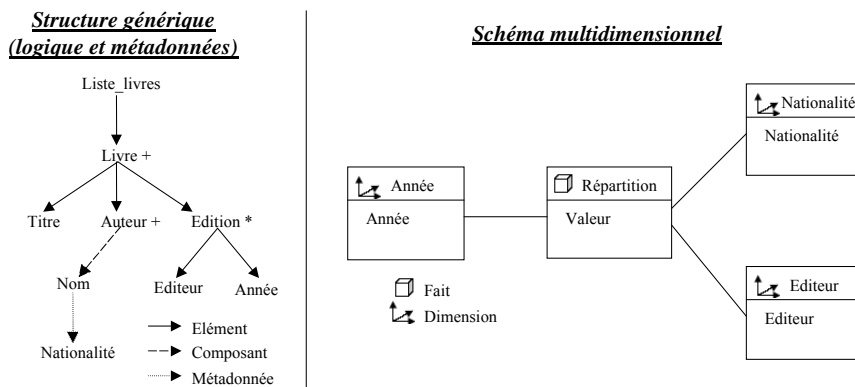 Structure générique
(logique et métadonnées)
Liste_livres
Livre +
Titre
Auteur +
Edition *
Nom
Editeur
Année
Nationalité
Elément
Composant
Métadonnée
Schéma multidimensionnel
Année
Année
Répartition
Valeur
Nationalité
Nationalité
Editeur
Editeur
Fait
Dimension